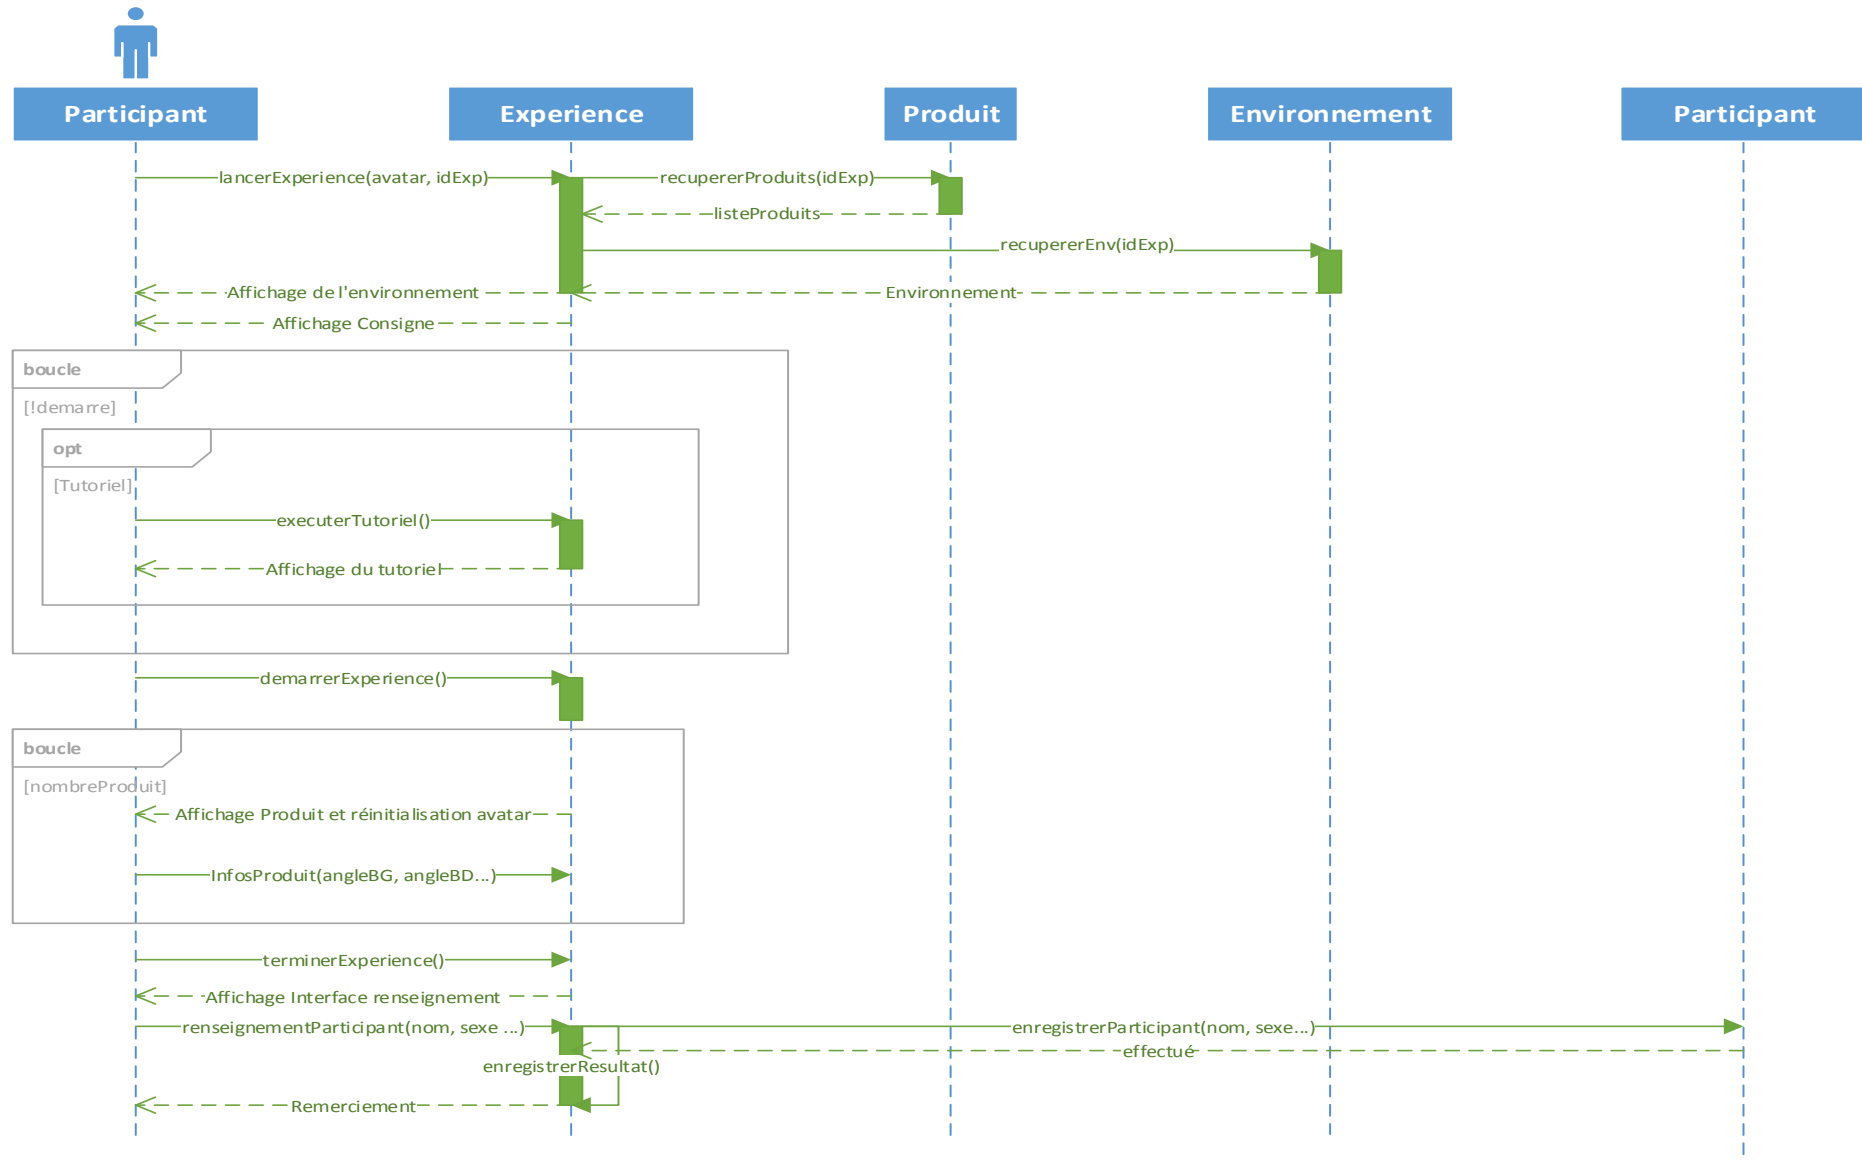 Participant
Experience
Produit
Environnement
Participant
lancerExperience(avatar, idExp)
recupererProduits(idExp)
listeProduits
recupererEnv(idExp)
Affichage de l'environnement
Environnement
Affichage Consigne
boucle
[!demarre]
opt
[Tutoriel]
executerTutoriel()
Affichage du tutoriel
demarrerExperience()
boucle
[nombreProduit]
Affichage Produit et réinitialisation avatar
InfosProduit(angleBG, angleBD...)
terminerExperience()
Affichage Interface renseignement
renseignementParticipant(nom, sexe ...)
enregistrerParticipant(nom, sexe...)
effectué
enregistrerResultat()
Remerciement